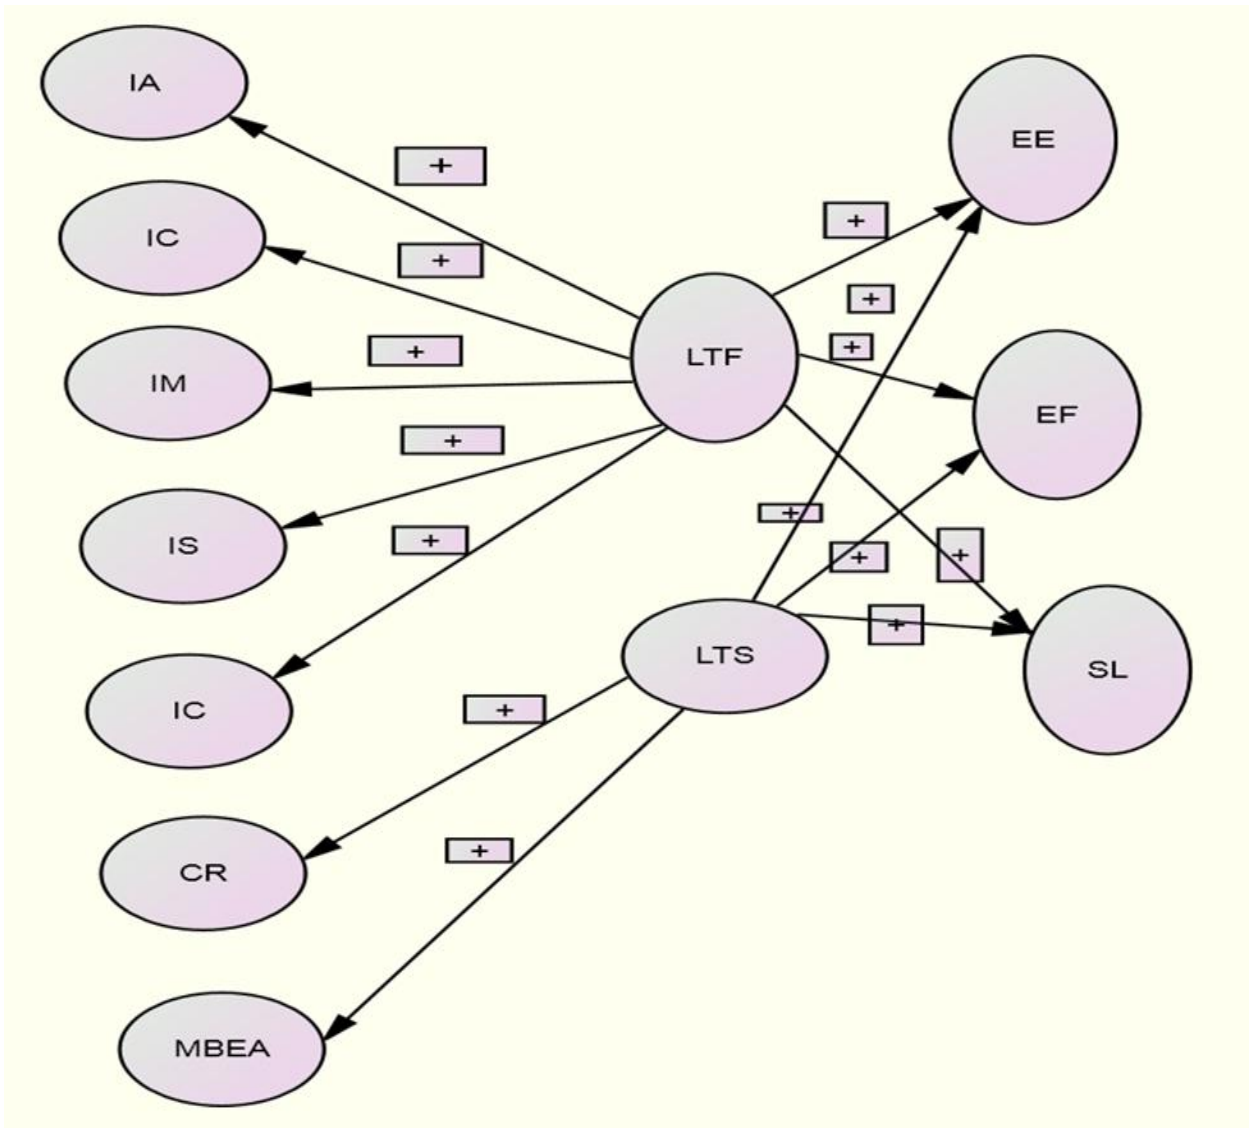 IA
EE
+
+
IC
+
+
+
+
LTF
IM
EF
+
+
+
IS
+
+
+
LTS
SL
IC
+
CR
+
MBEA